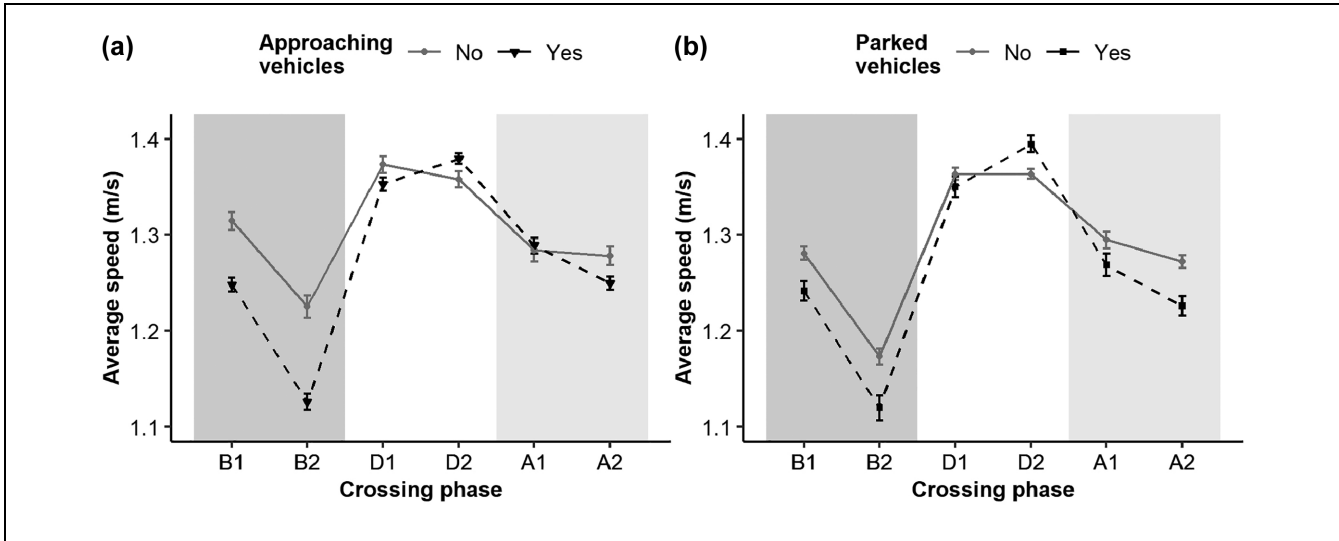 (a) Approaching vehicles No Yes
1.4
1.3
1.2
1.1
Average speed (m/s)
B1 B2 D1 D2 A1 A2
Crossing phase
(b) Parked vehicles No Yes
1.4
1.3
1.2
1.1
Average speed (m/s)
B1 B2 D1 D2 A1 A2
Crossing phase